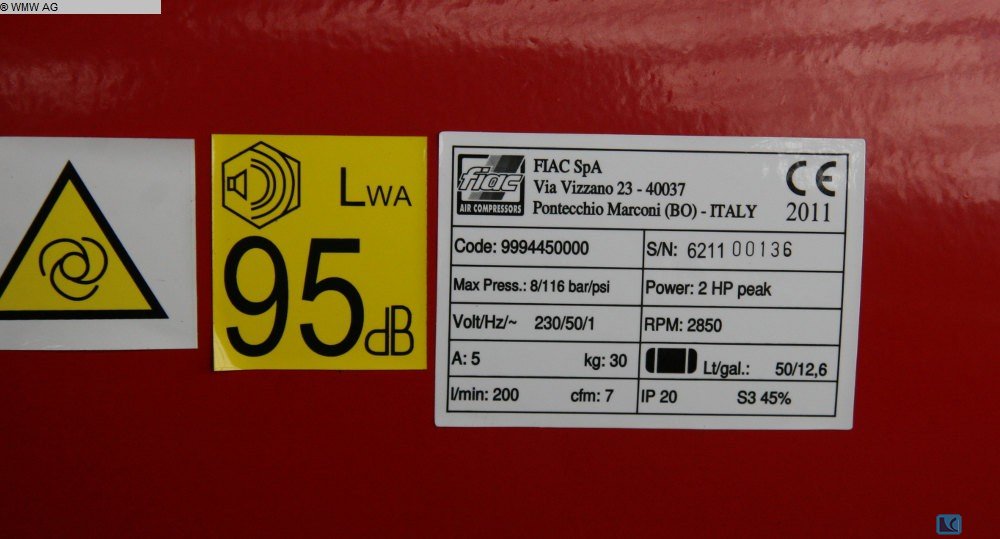 © WMW AG
LWA
95dB
fiac
AIR COMPRESSORS
FIAC SpA
Via Vizzano 23 - 40037
Pontecchio Marconi (BO) - ITALY
CE
2011
Code: 9994450000
S/N: 6211 00136
Max Press.: 8/116 bar/psi
Power: 2 HP peak
Volt/Hz/~ 230/50/1
RPM: 2850
A: 5 kg: 30
Lt/gal.: 50/12,6
l/min: 200 cfm: 7
IP 20 S3 45%